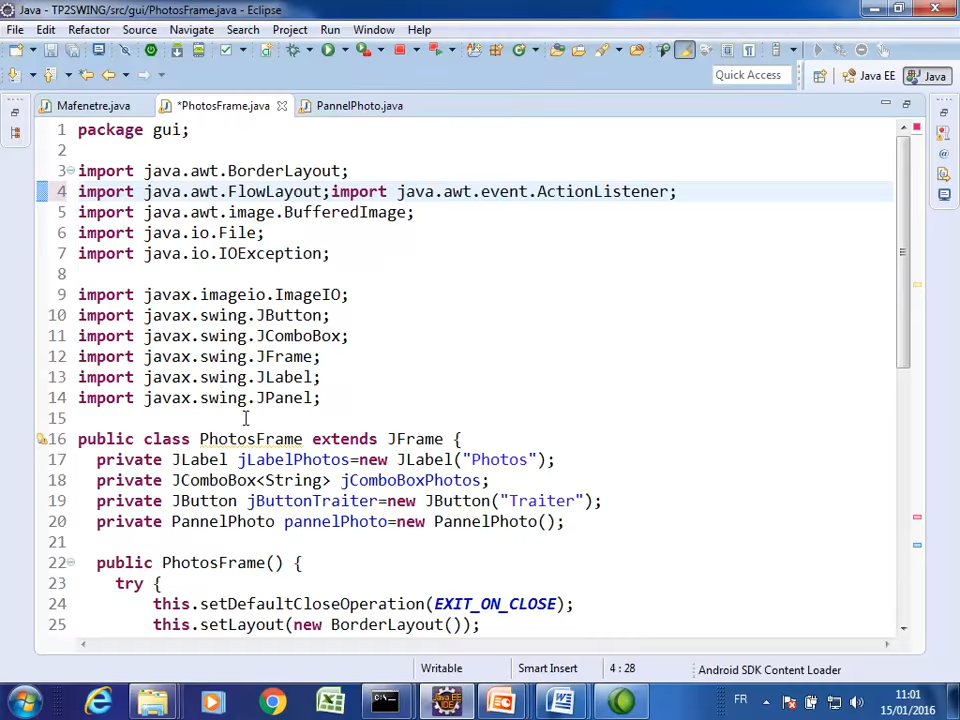 Java - TP2SWING/src/gui/PhotosFrame.java - Eclipse
File Edit Refactor Source Navigate Search Project Run Window Help
Quick Access Java EE Java
Mafenetre.java *PhotosFrame.java PannelPhoto.java
1 package gui;
2
3 import java.awt.BorderLayout;
4 import java.awt.FlowLayout;import java.awt.event.ActionListener;
5 import java.awt.image.BufferedImage;
6 import java.io.File;
7 import java.io.IOException;
8
9 import javax.imageio.ImageIO;
10 import javax.swing.JButton;
11 import javax.swing.JComboBox;
12 import javax.swing.JFrame;
13 import javax.swing.JLabel;
14 import javax.swing.JPanel;
15
16 public class PhotosFrame extends JFrame {
17 private JLabel jLabelPhotos=new JLabel("Photos");
18 private JComboBox<String> jComboBoxPhotos;
19 private JButton jButtonTraiter=new JButton("Traiter");
20 private PannelPhoto pannelPhoto=new PannelPhoto();
21
22 public PhotosFrame() {
23 try {
24 this.setDefaultCloseOperation(EXIT_ON_CLOSE);
25 this.setLayout(new BorderLayout());
Writable Smart Insert 4 : 28 Android SDK Content Loader
FR 11:01
15/01/2016